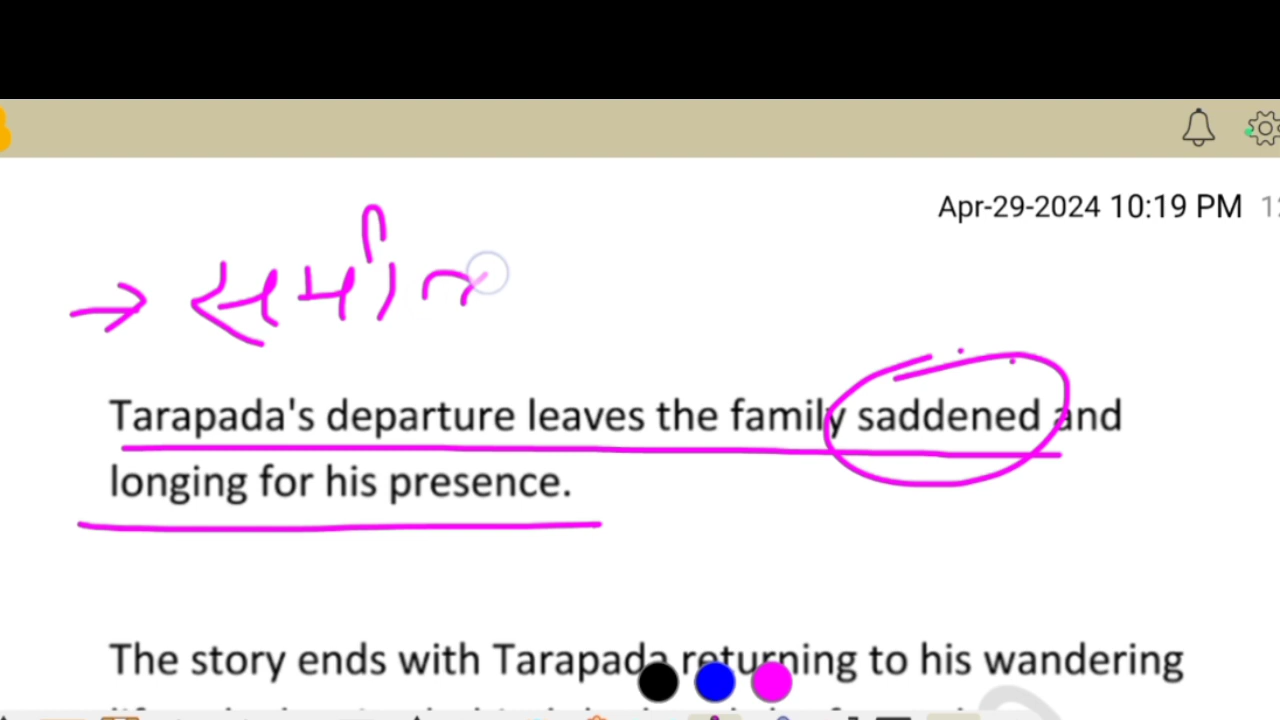 Apr-29-2024 10:19 PM
Tarapada's departure leaves the family saddened and
longing for his presence.
The story ends with Tarapada returning to his wandering